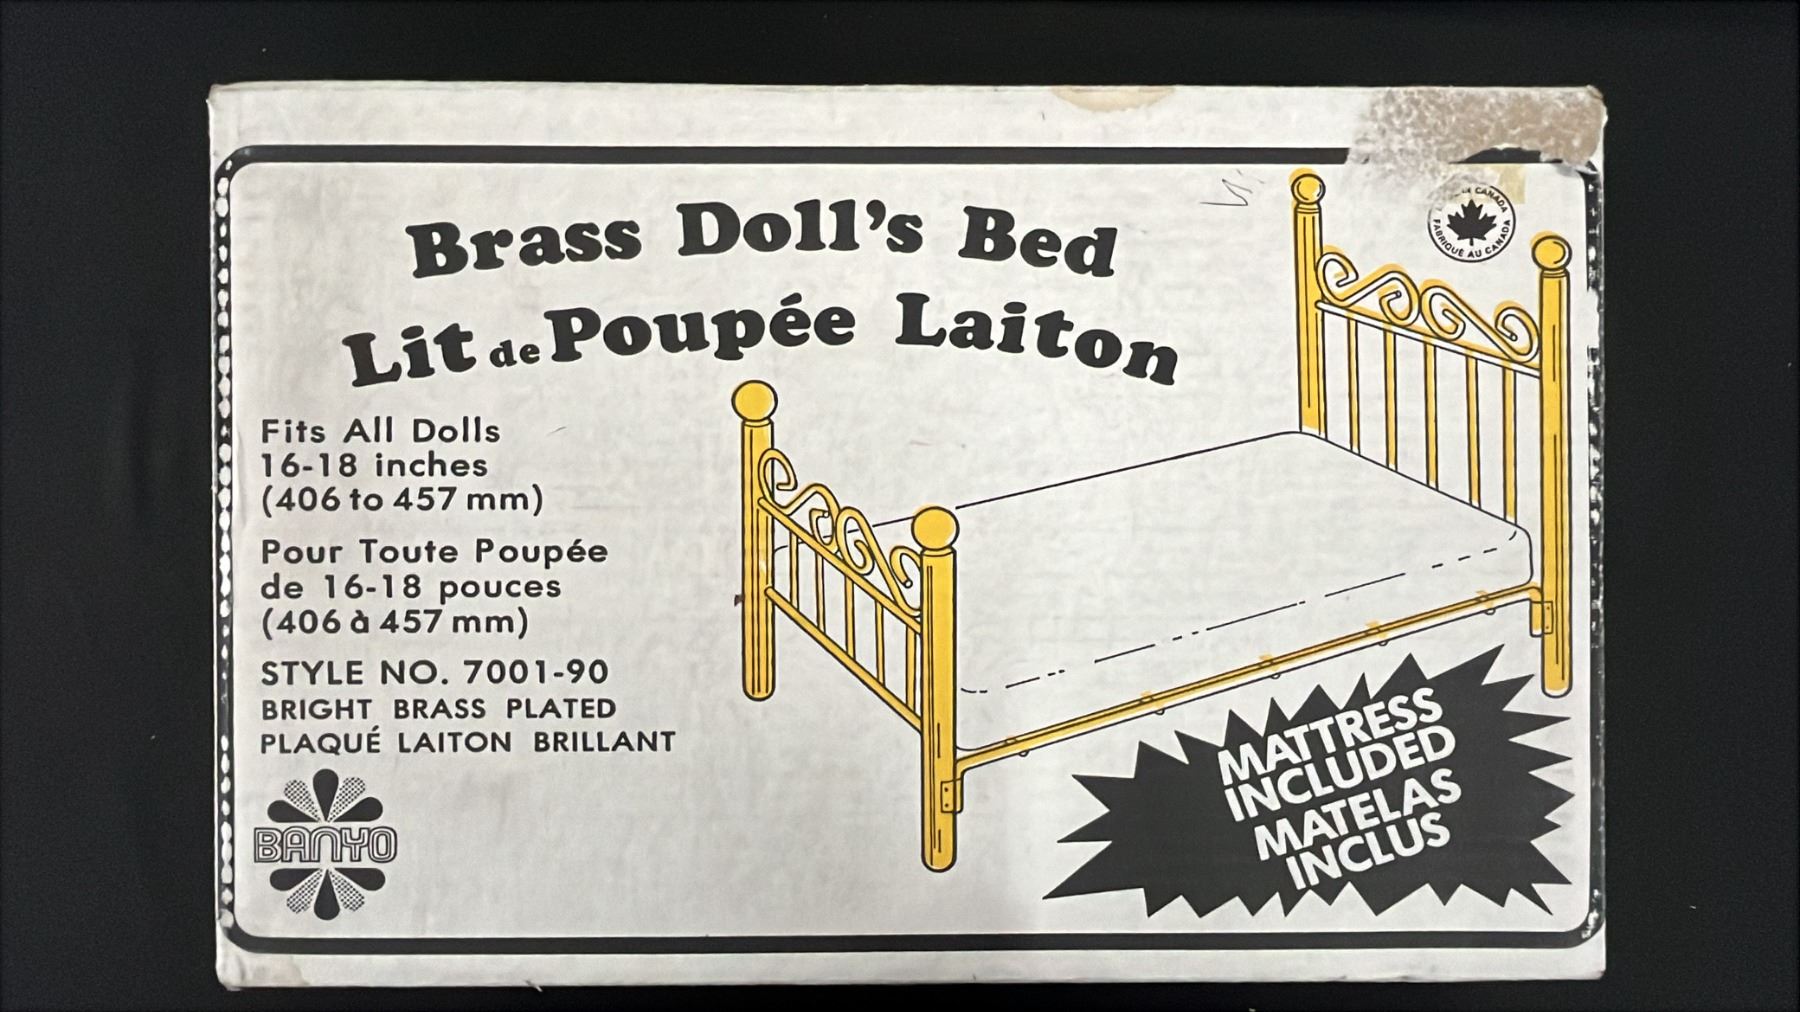 Brass Doll's Bed
Lit de Poupée Laiton
CANADA
FABRIQUÉ AU CANADA
Fits All Dolls
16-18 inches
(406 to 457 mm)
Pour Toute Poupée
de 16-18 pouces
(406 à 457 mm)
STYLE NO. 7001-90
BRIGHT BRASS PLATED
PLAQUÉ LAITON BRILLANT
BANYO
MATTRESS
INCLUDED
MATELAS
INCLUS